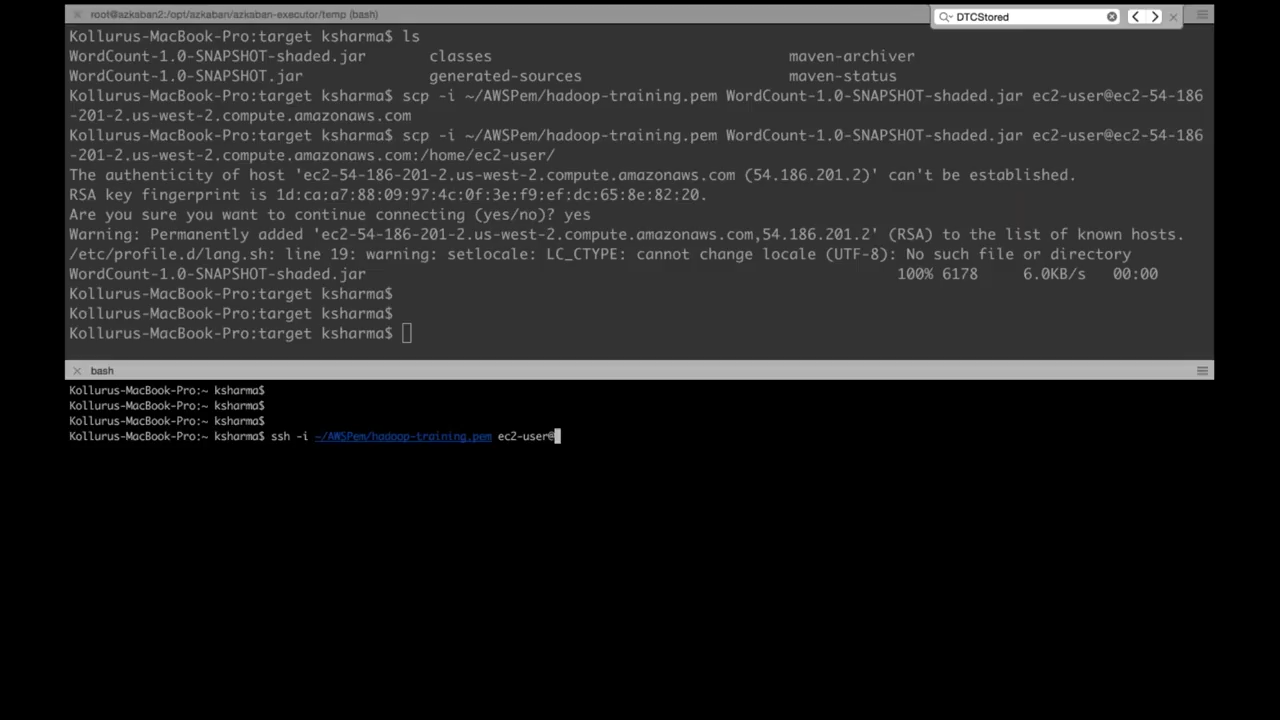 root@azkaban2:/opt/azkaban/azkaban-executor/temp (bash)
DTCStored
Kollurus-MacBook-Pro:target ksharma$ ls
WordCount-1.0-SNAPSHOT-shaded.jar classes maven-archiver
WordCount-1.0-SNAPSHOT.jar generated-sources maven-status
Kollurus-MacBook-Pro:target ksharma$ scp -i ~/AWSPem/hadoop-training.pem WordCount-1.0-SNAPSHOT-shaded.jar ec2-user@ec2-54-186
-201-2.us-west-2.compute.amazonaws.com
Kollurus-MacBook-Pro:target ksharma$ scp -i ~/AWSPem/hadoop-training.pem WordCount-1.0-SNAPSHOT-shaded.jar ec2-user@ec2-54-186
-201-2.us-west-2.compute.amazonaws.com:/home/ec2-user/
The authenticity of host 'ec2-54-186-201-2.us-west-2.compute.amazonaws.com (54.186.201.2)' can't be established.
RSA key fingerprint is 1d:ca:a7:88:09:97:4c:0f:3e:f9:ef:dc:65:8e:82:20.
Are you sure you want to continue connecting (yes/no)? yes
Warning: Permanently added 'ec2-54-186-201-2.us-west-2.compute.amazonaws.com,54.186.201.2' (RSA) to the list of known hosts.
/etc/profile.d/lang.sh: line 19: warning: setlocale: LC_CTYPE: cannot change locale (UTF-8): No such file or directory
WordCount-1.0-SNAPSHOT-shaded.jar 100% 6178 6.0KB/s 00:00
Kollurus-MacBook-Pro:target ksharma$
Kollurus-MacBook-Pro:target ksharma$
Kollurus-MacBook-Pro:target ksharma$
bash
Kollurus-MacBook-Pro:~ ksharma$
Kollurus-MacBook-Pro:~ ksharma$
Kollurus-MacBook-Pro:~ ksharma$
Kollurus-MacBook-Pro:~ ksharma$ ssh -i ~/AWSPem/hadoop-training.pem ec2-user@